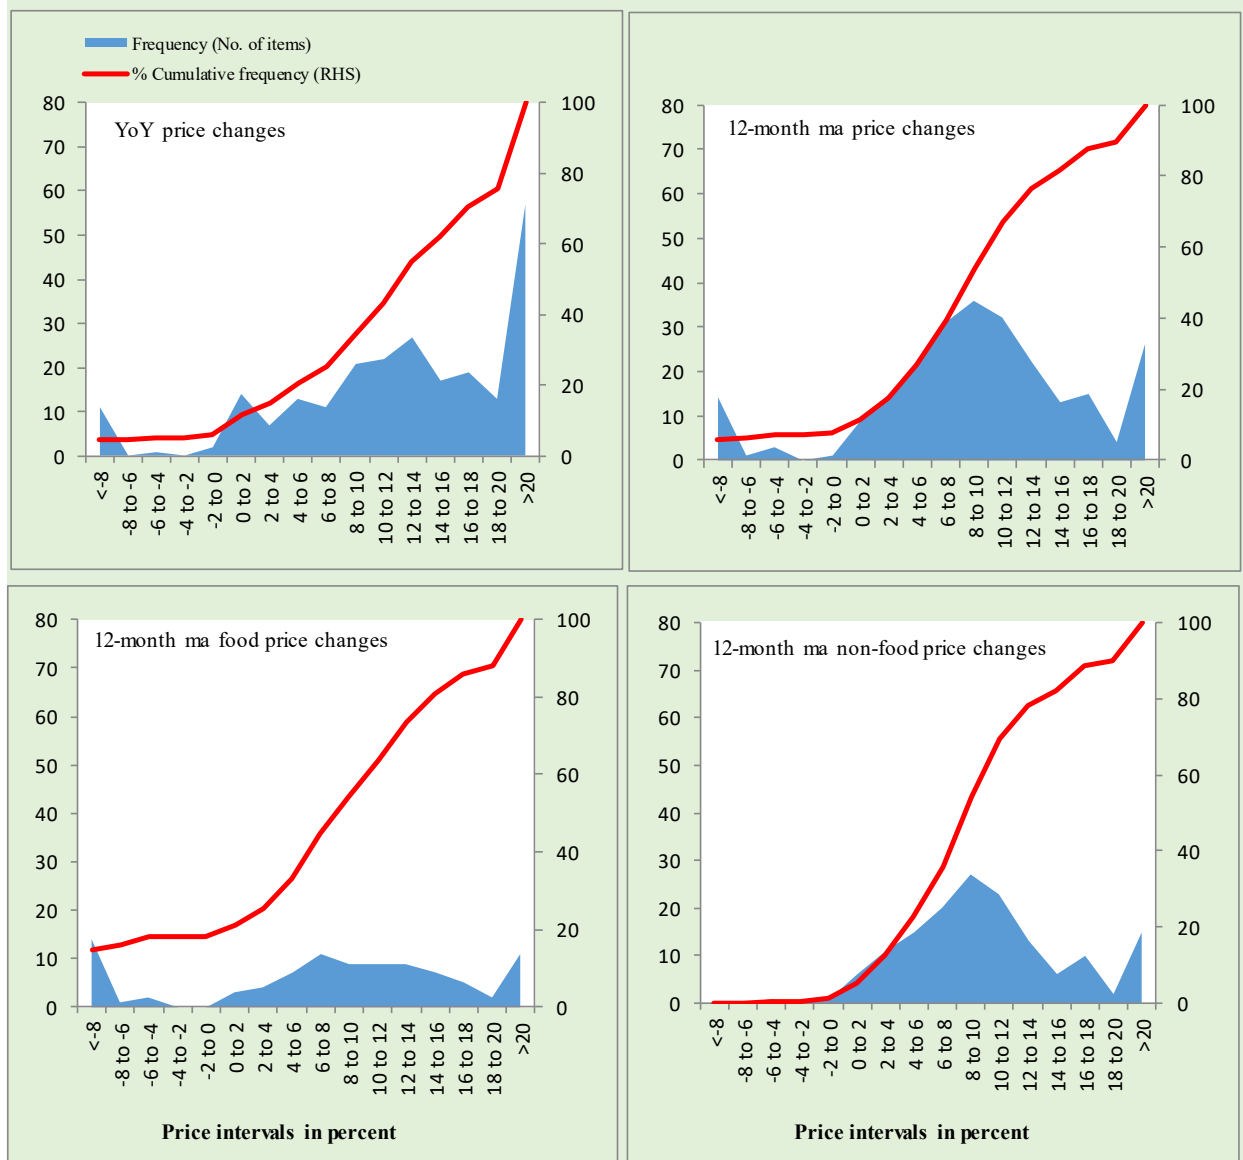 Frequency (No. of items)
% Cumulative frequency (RHS)
YoY price changes
80
70
60
50
40
30
20
10
0
100
80
60
40
20
0
<-8
-8 to -6
-6 to -4
-4 to -2
-2 to 0
0 to 2
2 to 4
4 to 6
6 to 8
8 to 10
10 to 12
12 to 14
14 to 16
16 to 18
18 to 20
>20
12-month ma price changes
80
70
60
50
40
30
20
10
0
100
80
60
40
20
0
<-8
-8 to -6
-6 to -4
-4 to -2
-2 to 0
0 to 2
2 to 4
4 to 6
6 to 8
8 to 10
10 to 12
12 to 14
14 to 16
16 to 18
18 to 20
>20
12-month ma food price changes
80
70
60
50
40
30
20
10
0
100
80
60
40
20
0
<-8
-8 to -6
-6 to -4
-4 to -2
-2 to 0
0 to 2
2 to 4
4 to 6
6 to 8
8 to 10
10 to 12
12 to 14
14 to 16
16 to 18
18 to 20
>20
Price intervals in percent
12-month ma non-food price changes
80
70
60
50
40
30
20
10
0
100
80
60
40
20
0
<-8
-8 to -6
-6 to -4
-4 to -2
-2 to 0
0 to 2
2 to 4
4 to 6
6 to 8
8 to 10
10 to 12
12 to 14
14 to 16
16 to 18
18 to 20
>20
Price intervals in percent